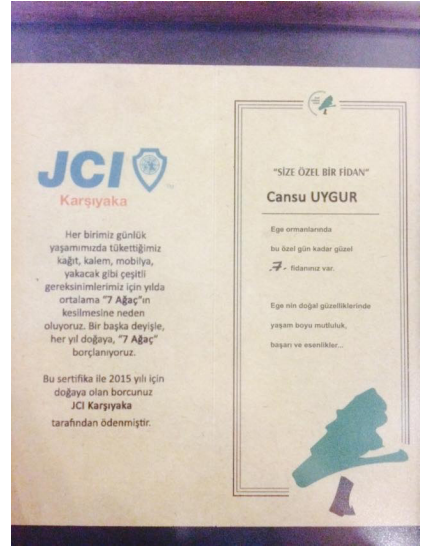 JCI
Karşıyaka
Her birimiz günlük
yaşamımızda tükettiğimiz
kağıt, kalem, mobilya,
yakacak gibi çeşitli
gereksinimlerimiz için yılda
ortalama "7 Ağaç"ın
kesilmesine neden
oluyoruz. Bir başka deyişle,
her yıl doğaya, "7 Ağaç"
borçlanıyoruz.
Bu sertifika ile 2015 yılı için
doğaya olan borcunuz
JCI Karşıyaka
tarafından ödenmiştir.
"SİZE ÖZEL BİR FİDAN"
Cansu UYGUR
Ege ormanlarında
bu özel gün kadar güzel
7- fidanınız var.
Ege nin doğal güzelliklerinde
yaşam boyu mutluluk,
başarı ve esenlikler...